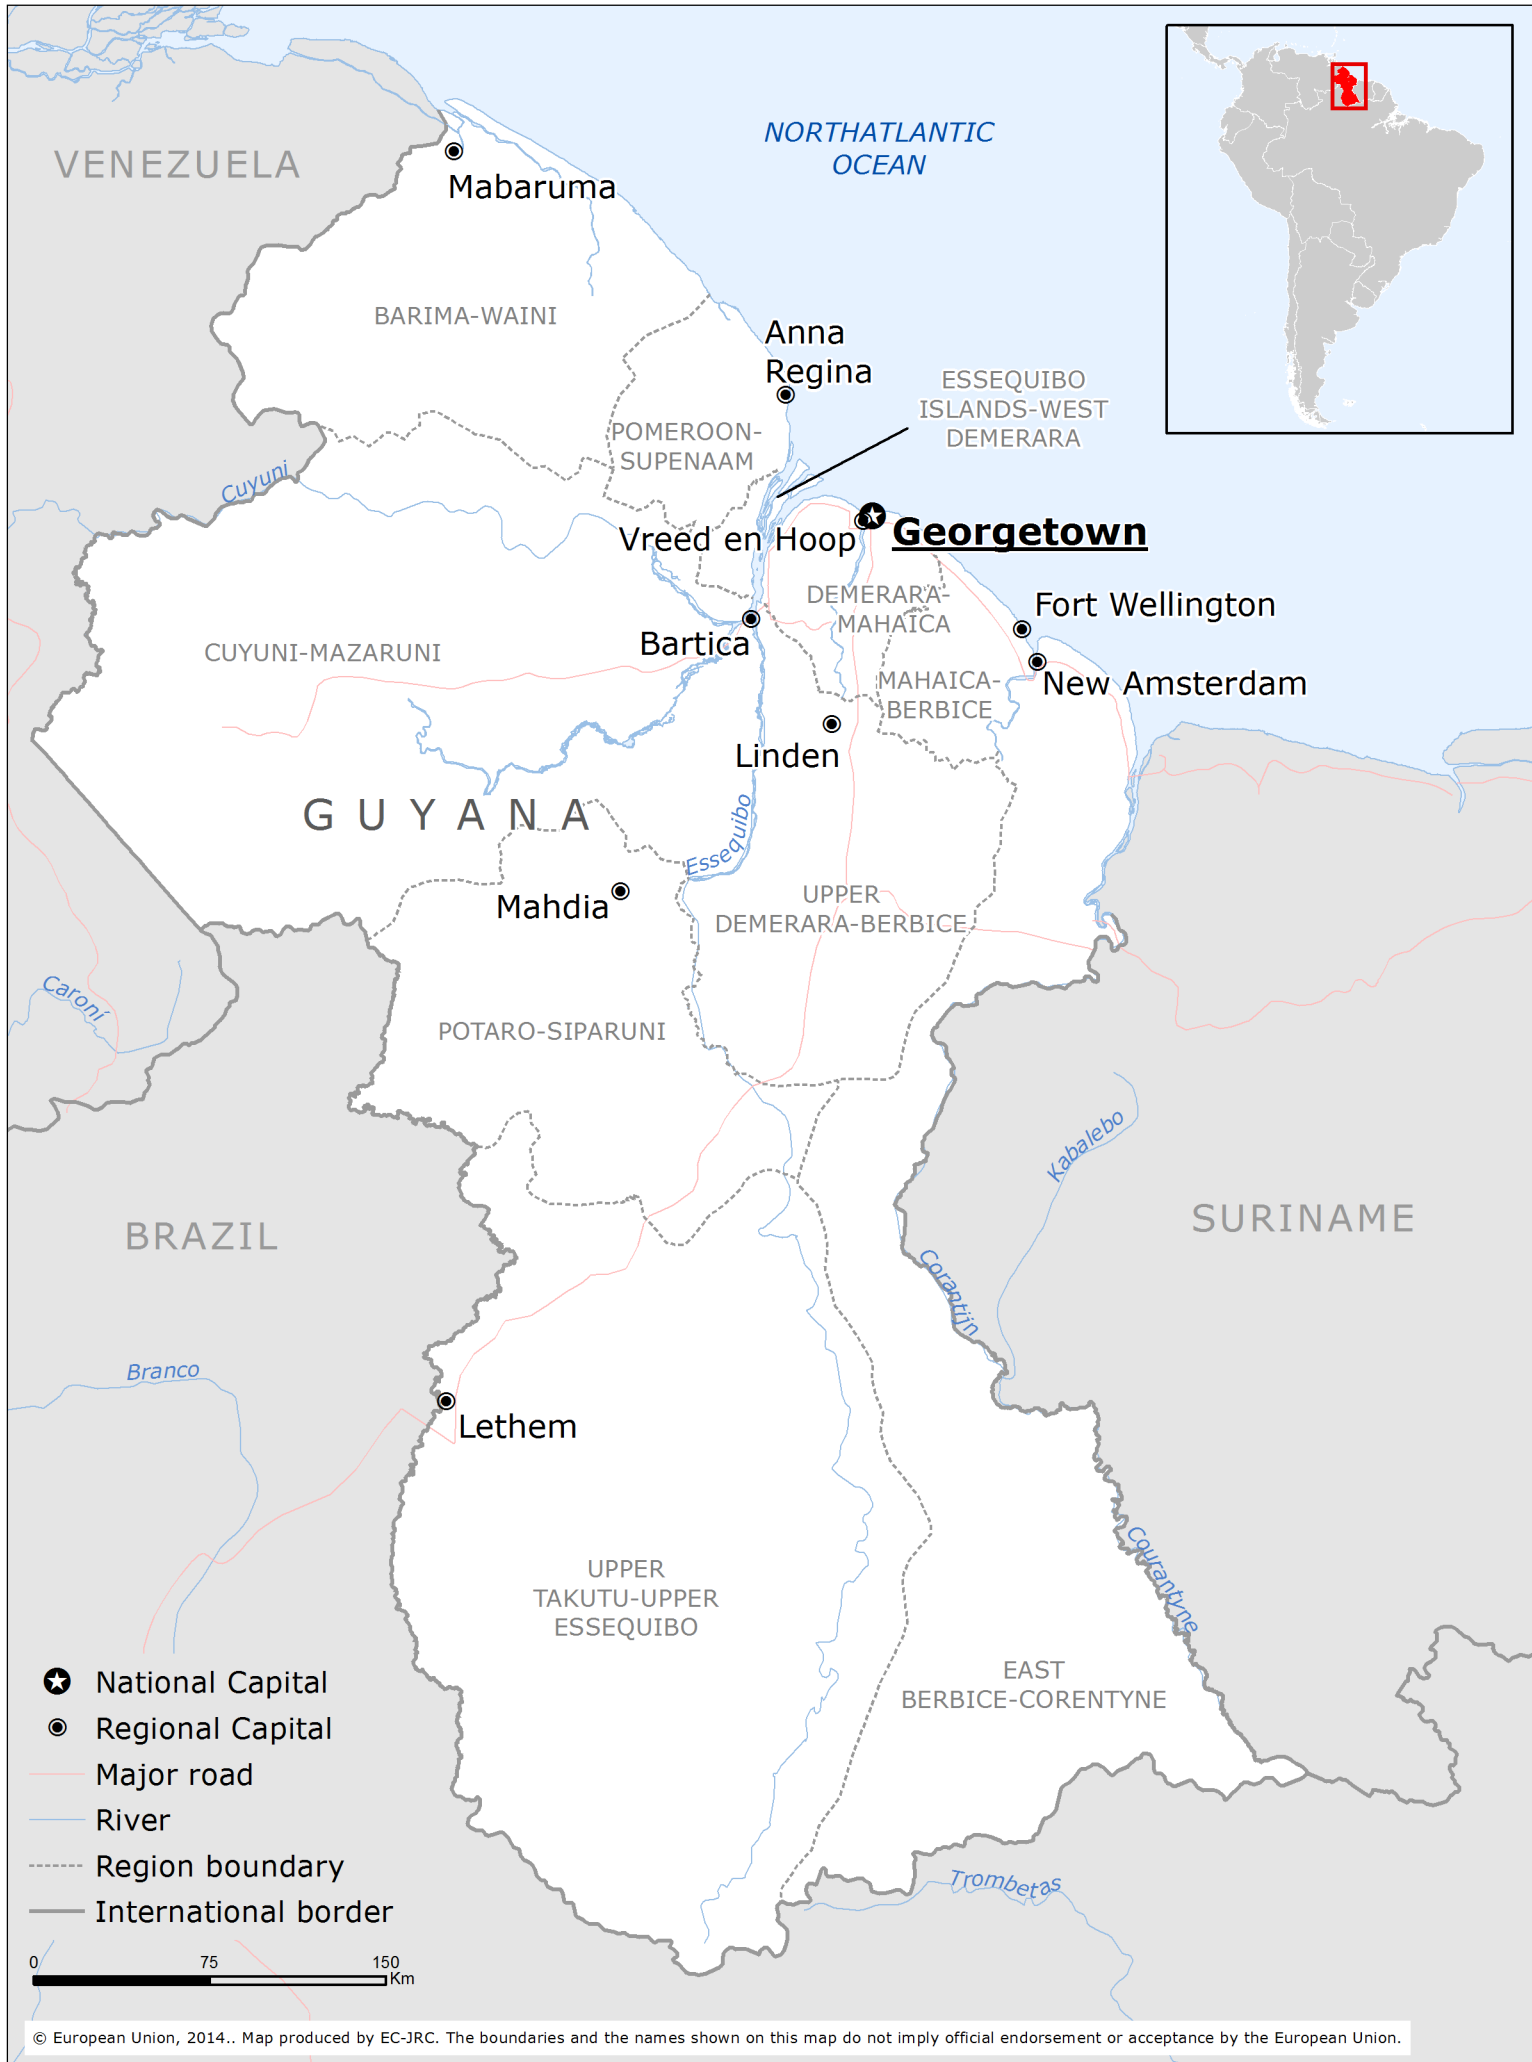 NORTHATLANTIC
OCEAN
VENEZUELA
Mabaruma
BARIMA-WAINI
Anna
Regina
ESSEQUIBO
ISLANDS-WEST
DEMERARA
POMEROON-
SUPENAAM
Cuyuni
Vreed en Hoop
Georgetown
DEMERARA-
MAHAICA
Fort Wellington
Bartica
CUYUNI-MAZARUNI
MAHAICA-
BERBICE
New Amsterdam
Linden
GUYANA
Essequibo
Mahdia
UPPER
DEMERARA-BERBICE
Caroní
POTARO-SIPARUNI
Kabalebo
BRAZIL
SURINAME
Corantijn
Branco
Lethem
UPPER
TAKUTU-UPPER
ESSEQUIBO
Courantyne
EAST
BERBICE-CORENTYNE
National Capital
Regional Capital
Major road
River
Region boundary
International border
Trombetas
0 75 150
Km
© European Union, 2014.. Map produced by EC-JRC. The boundaries and the names shown on this map do not imply official endorsement or acceptance by the European Union.